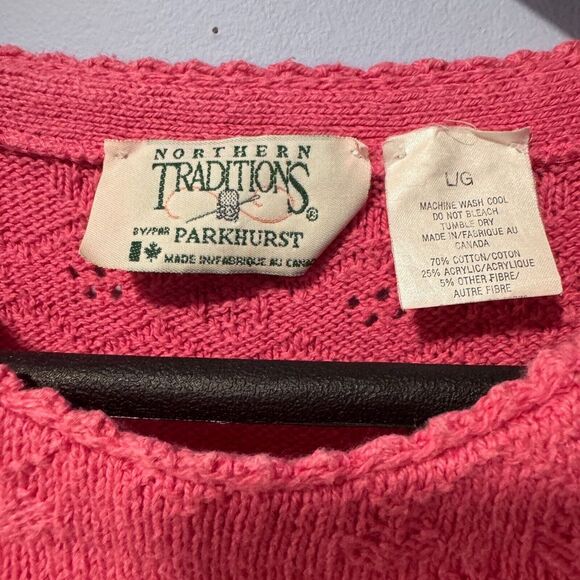 NORTHERN
TRADITIONS®
BY/PAR PARKHURST
MADE IN/FABRIQUE AU CANA
L/G
MACHINE WASH COOL
DO NOT BLEACH
TUMBLE DRY
MADE IN/FABRIQUE AU
CANADA
70% COTTON/COTON
25% ACRYLIC/ACRYLIQUE
5% OTHER FIBRE/
AUTRE FIBRE